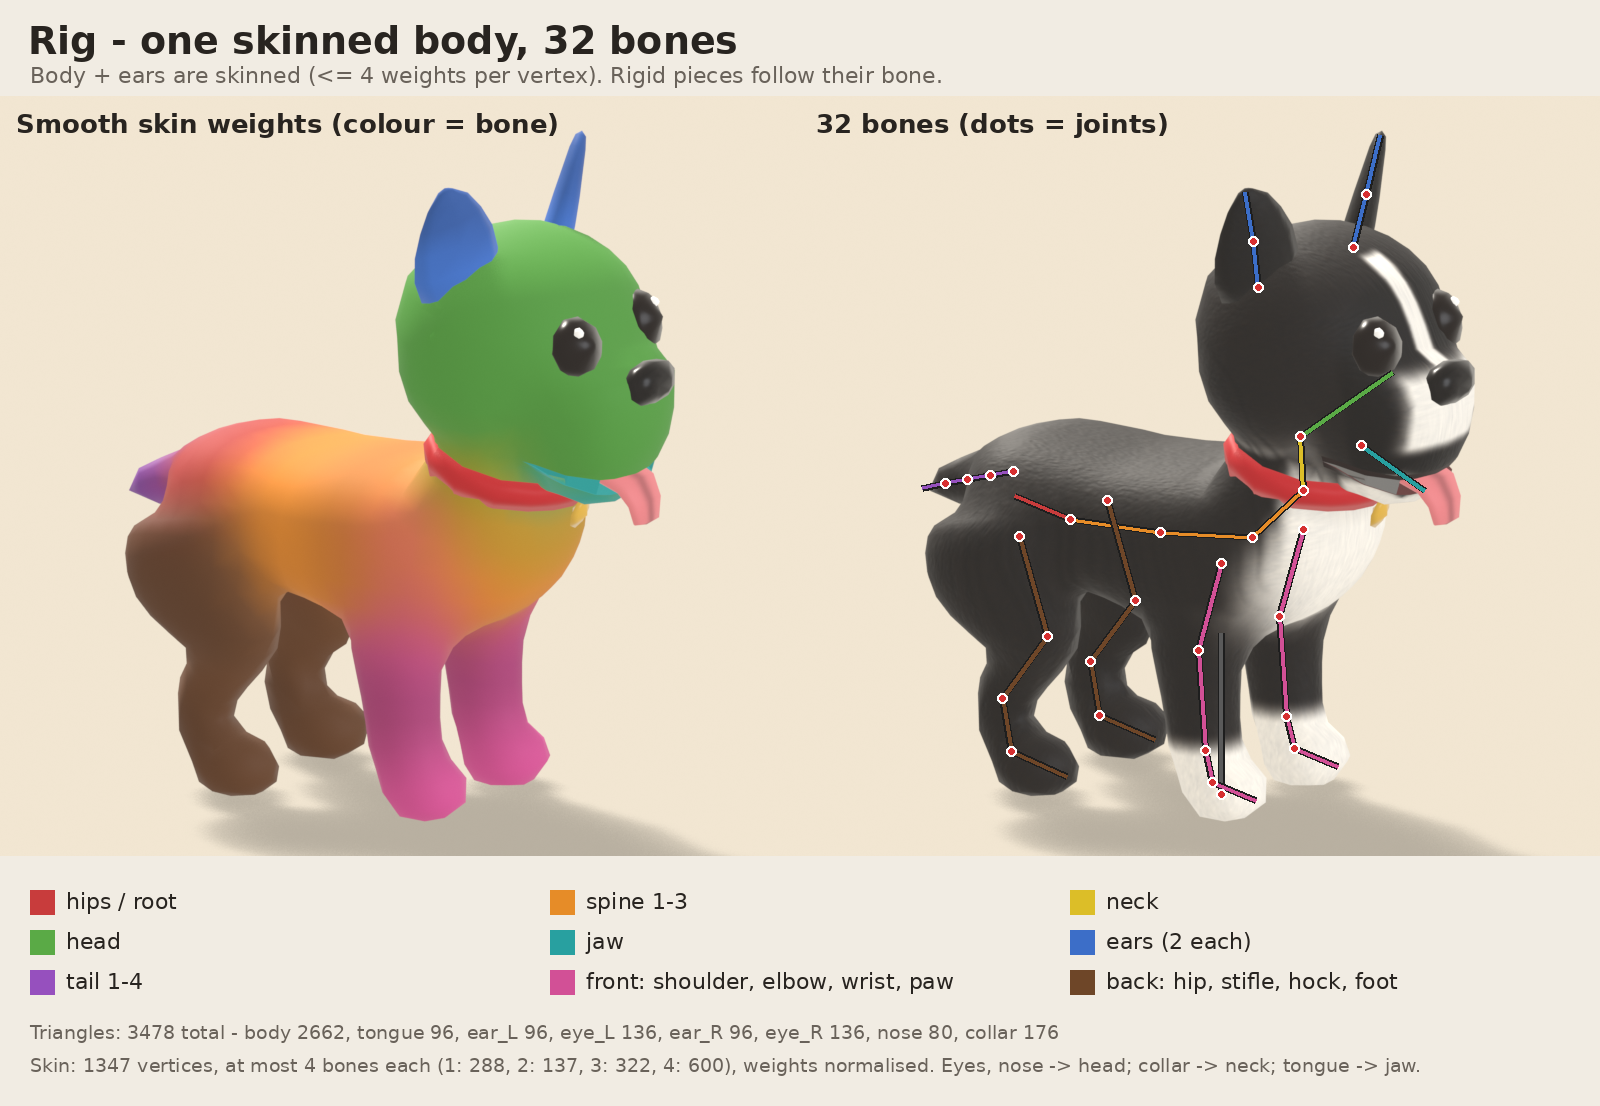 Rig - one skinned body, 32 bones
Body + ears are skinned (<= 4 weights per vertex). Rigid pieces follow their bone.
Smooth skin weights (colour = bone)
32 bones (dots = joints)
hips / root
spine 1-3
neck
head
jaw
ears (2 each)
tail 1-4
front: shoulder, elbow, wrist, paw
back: hip, stifle, hock, foot
Triangles: 3478 total - body 2662, tongue 96, ear_L 96, eye_L 136, ear_R 96, eye_R 136, nose 80, collar 176
Skin: 1347 vertices, at most 4 bones each (1: 288, 2: 137, 3: 322, 4: 600), weights normalised. Eyes, nose -> head; collar -> neck; tongue -> jaw.